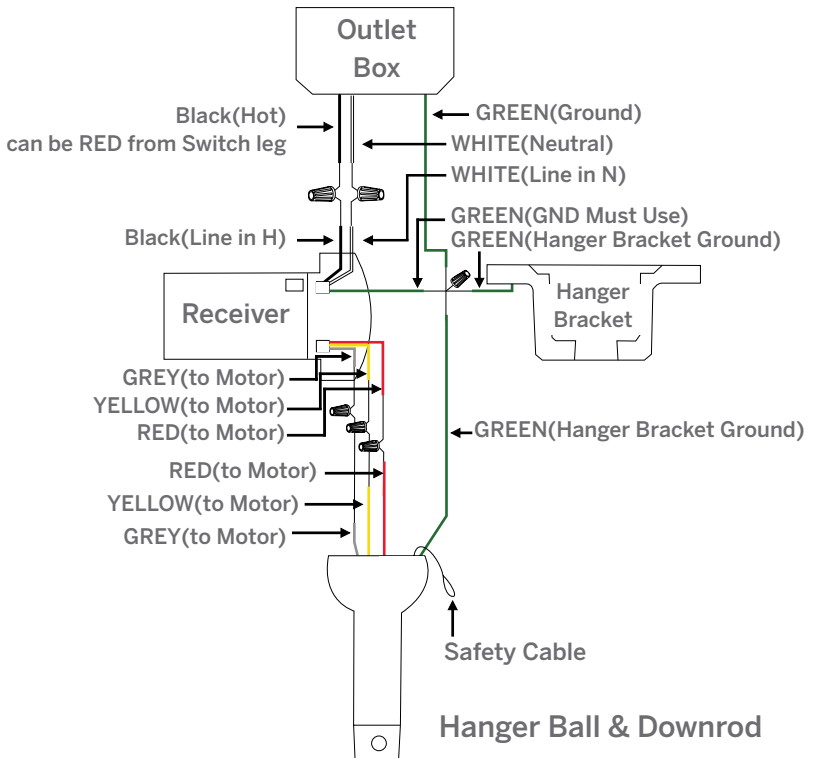 Outlet
Box
Black(Hot)
can be RED from Switch leg
GREEN(Ground)
WHITE(Neutral)
WHITE(Line in N)
GREEN(GND Must Use)
Black(Line in H)
GREEN(Hanger Bracket Ground)
Receiver
Hanger
Bracket
GREY(to Motor)
YELLOW(to Motor)
RED(to Motor)
GREEN(Hanger Bracket Ground)
RED(to Motor)
YELLOW(to Motor)
GREY(to Motor)
Safety Cable
Hanger Ball & Downrod